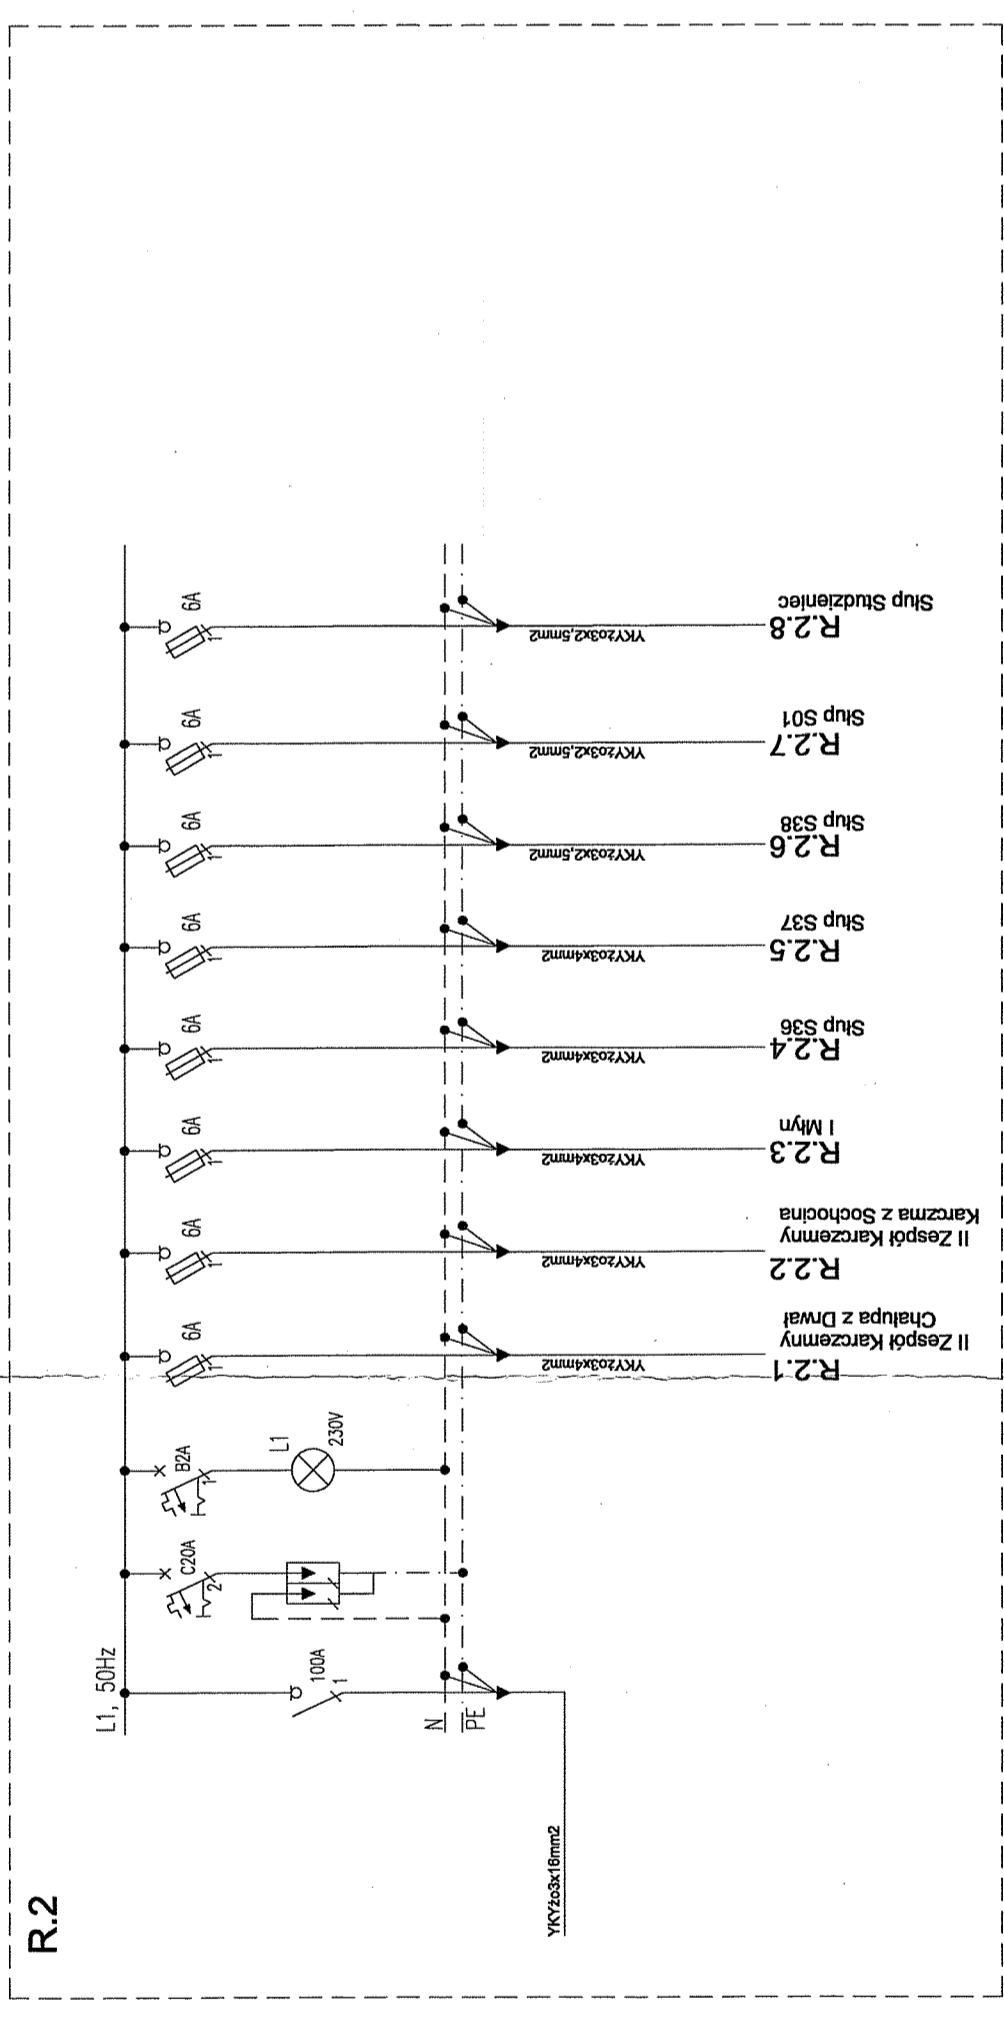 R.2
L1, 50Hz
100A
1
C20A
2
B2A
1
L1
230V
6A
6A
6A
6A
6A
6A
6A
6A
N
PE
YKYżo3x16mm2
YKYżo3x4mm2
YKYżo3x4mm2
YKYżo3x4mm2
YKYżo3x4mm2
YKYżo3x4mm2
YKYżo3x2,5mm2
YKYżo3x2,5mm2
YKYżo3x2,5mm2
R.2.1
II Zespół Karczemny
Chałupa z Drwał
R.2.2
II Zespół Karczemny
Karczma z Sochocina
R.2.3
I Młyn
R.2.4
Słup S36
R.2.5
Słup S37
R.2.6
Słup S38
R.2.7
Słup S01
R.2.8
Słup Studzieniec